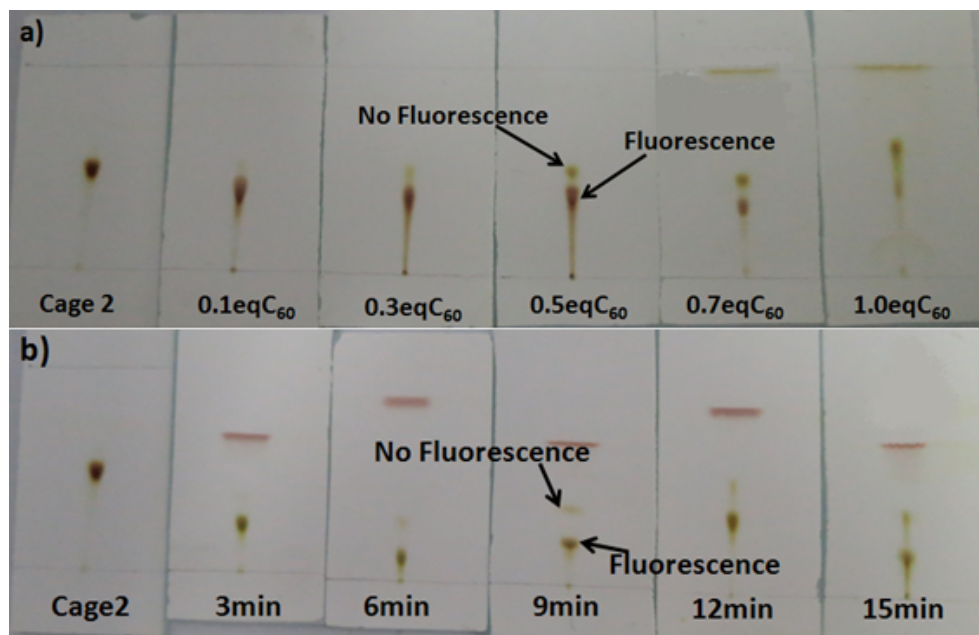 a)
No Fluorescence
Fluorescence
Cage 2
0.1eqC₆₀
0.3eqC₆₀
0.5eqC₆₀
0.7eqC₆₀
1.0eqC₆₀
b)
No Fluorescence
Fluorescence
Cage2
3min
6min
9min
12min
15min